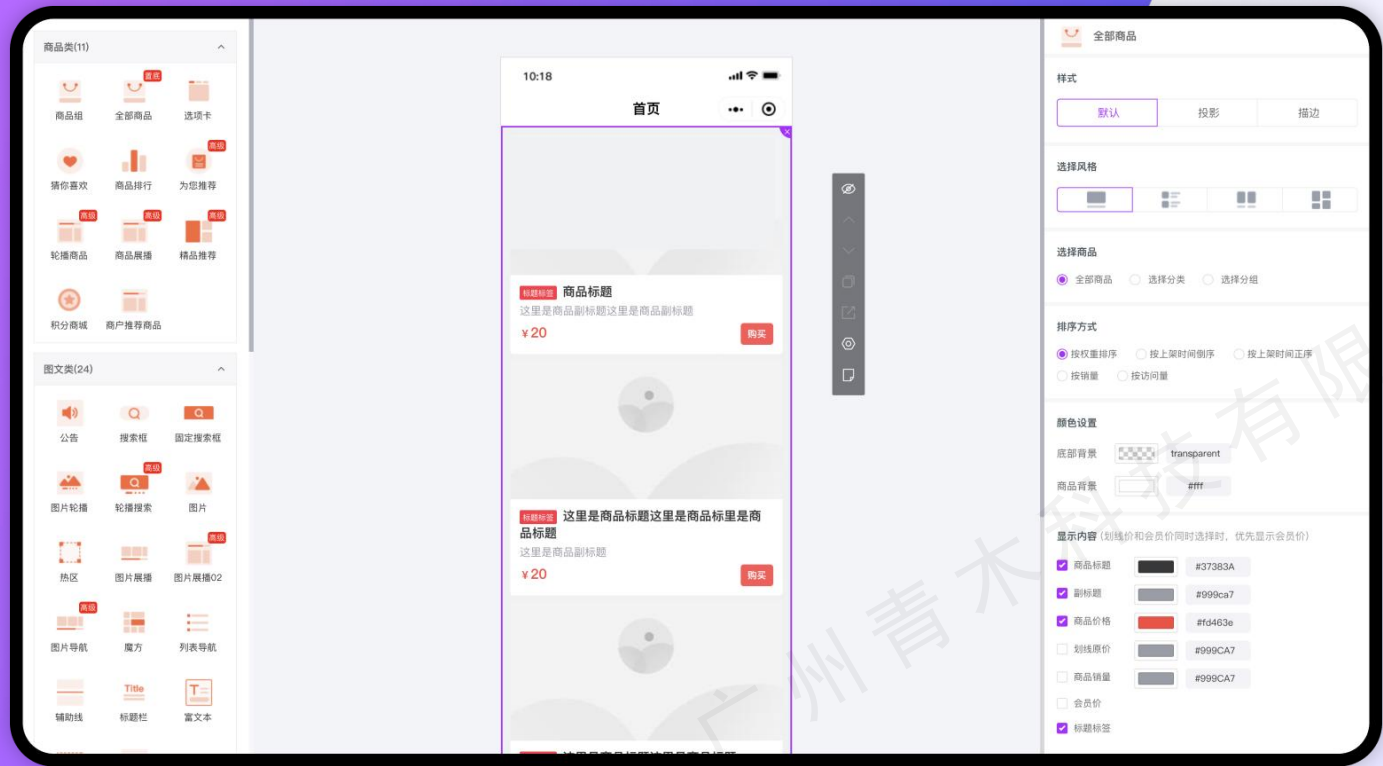 商品类(11)
置底
商品组
全部商品
选项卡
高级
猜你喜欢
商品排行
为您推荐
高级
高级
高级
轮播商品
商品展播
精品推荐
积分商城
商户推荐商品
图文类(24)
公告
搜索框
固定搜索框
高级
图片轮播
轮播搜索
图片
高级
热区
图片展播
图片展播02
高级
图片导航
魔方
列表导航
Title
T
辅助线
标题栏
富文本
10:18
首页
标题标签 商品标题
这里是商品副标题这里是商品副标题
¥20
购买
标题标签 这里是商品标题这里是商品标里是商
品标题
这里是商品副标题
¥20
购买
全部商品
样式
默认
投影
描边
选择风格
选择商品
全部商品
选择分类
选择分组
排序方式
按权重排序
按上架时间倒序
按上架时间正序
按销量
按访问量
颜色设置
底部背景
transparent
商品背景
#fff
显示内容 (划线价和会员价同时选择时，优先显示会员价)
商品标题
#37383A
副标题
#999ca7
商品价格
#fd463e
划线原价
#999CA7
商品销量
#999CA7
会员价
标题标签
广州青木科技有限